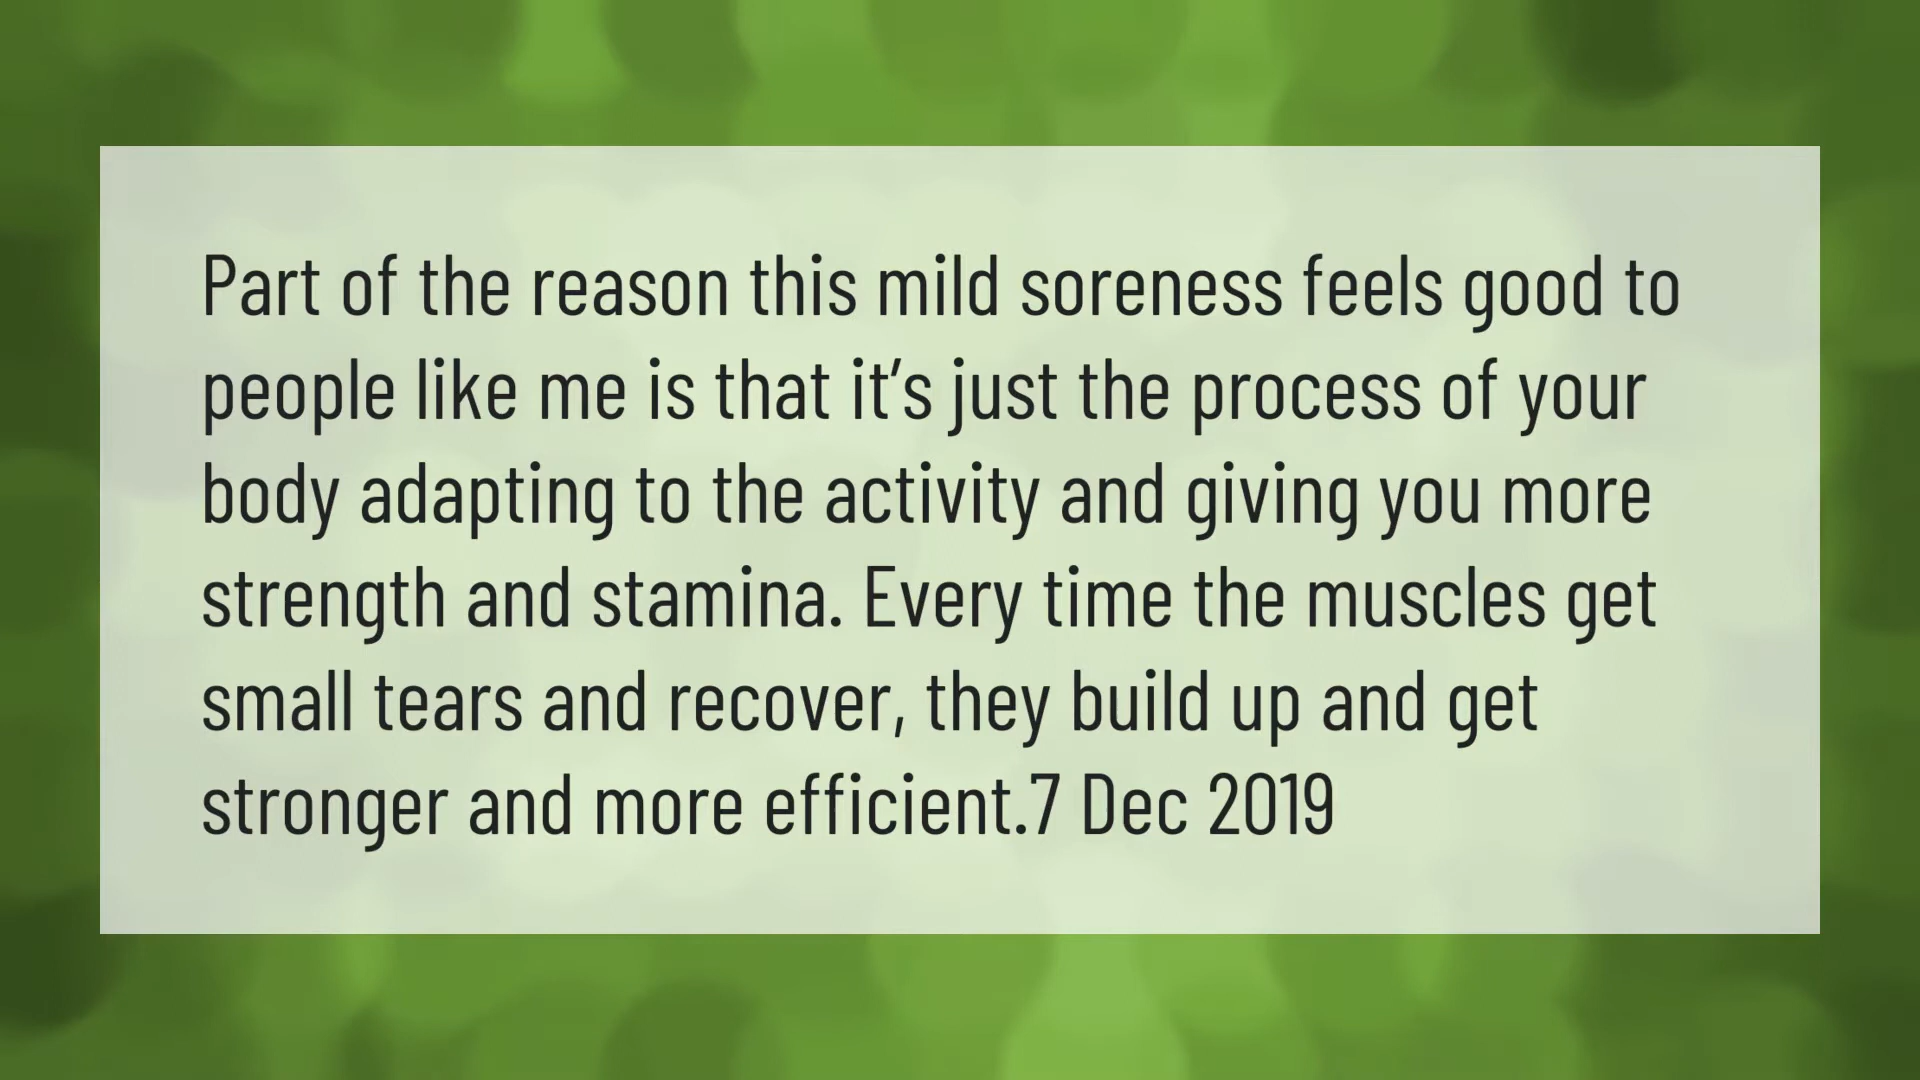 Part of the reason this mild soreness feels good to
people like me is that it’s just the process of your
body adapting to the activity and giving you more
strength and stamina. Every time the muscles get
small tears and recover, they build up and get
stronger and more efficient.7 Dec 2019